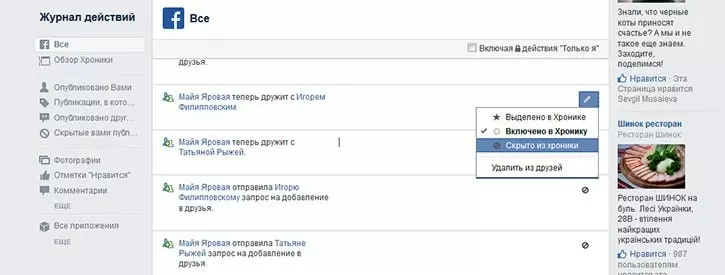 Журнал действий
Все
Обзор Хроники
Опубликовано Вами
Публикации, в кото...
Опубликовано друг...
Скрытые вами публ...
Фотографии
Отметки "Нравится"
Комментарии
ЕЩЕ
Все приложения
ЕЩЕ
Все
Включая действия "Только я"
друзья.
Майя Яровая теперь дружит с Игорем
Филипповским.
Майя Яровая теперь дружит с
Татьяной Рыжей.
Майя Яровая отправила Игорю
Филипповскому запрос на добавление
в друзья.
Майя Яровая отправила Татьяне
Рыжей запрос на добавление в
друзья.
Выделено в Хронике
Включено в Хронику
Скрыто из хроники
Удалить из друзей
Знали, что черные
коты приносят
счастье? А мы и не
такое еще знаем.
Заходите,
поделимся!
Нравится · Эта
Страница нравится
Sevgil Musaieva
Шинок ресторан
Ресторан Шинок
Ресторан ШИНОК на
буль. Лесі Українки,
28В - втілення
найкращих
українських традицій!
Нравится · 987
пользователям